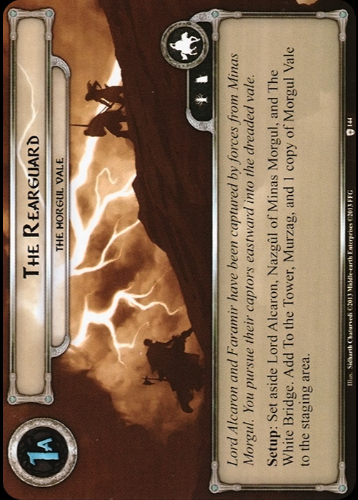 1A
The Rearguard
The Morgul Vale
Lord Alcaron and Faramir have been captured by forces from Minas
Morgul. You pursue their captors eastward into the dreaded vale.
Setup: Set aside Lord Alcaron, Nazgûl of Minas Morgul, and The
White Bridge. Add To the Tower, Murzag, and 1 copy of Morgul Vale
to the staging area.
Illus. Sidharth Chaturvedi ©2013 Middle-earth Enterprises ©2013 FFG 144